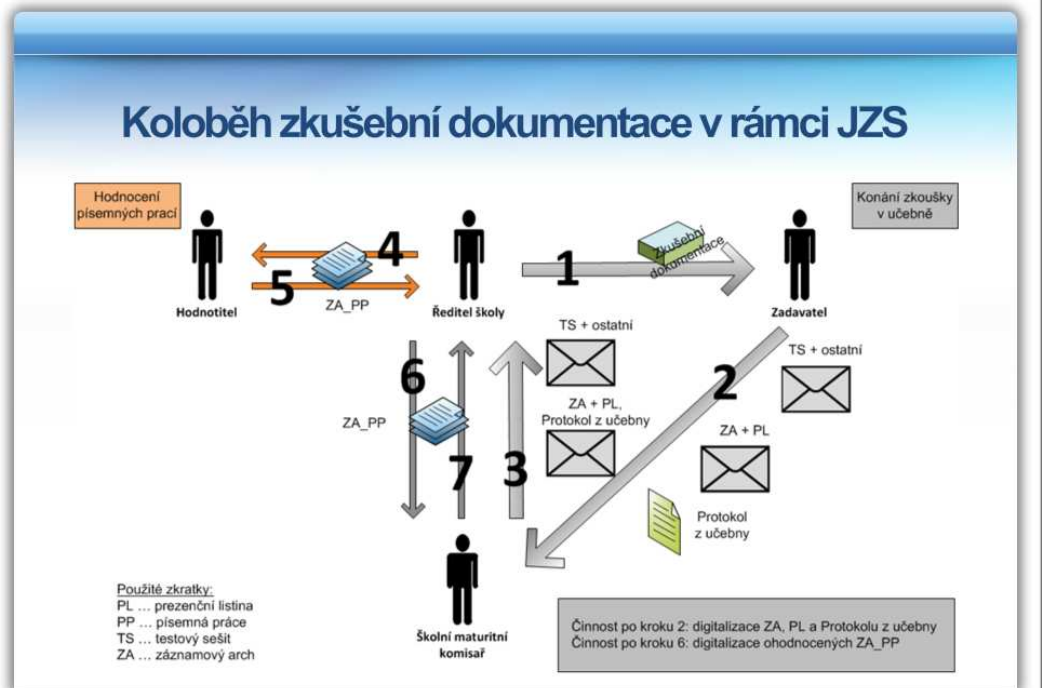 Koloběh zkušební dokumentace v rámci JZS
Hodnocení
písemných prací
Konání zkoušky
v učebně
4
5
ZA_PP
1
Zkušební
dokumentace
Hodnotitel
Ředitel školy
Zadavatel
TS + ostatní
TS + ostatní
2
6
ZA_PP
7
3
ZA + PL,
Protokol z učebny
ZA + PL
Protokol
z učebny
Školní maturitní
komisař
Použité zkratky:
PL … prezenční listina
PP … písemná práce
TS … testový sešit
ZA … záznamový arch
Činnost po kroku 2: digitalizace ZA, PL a Protokolu z učebny
Činnost po kroku 6: digitalizace ohodnocených ZA_PP